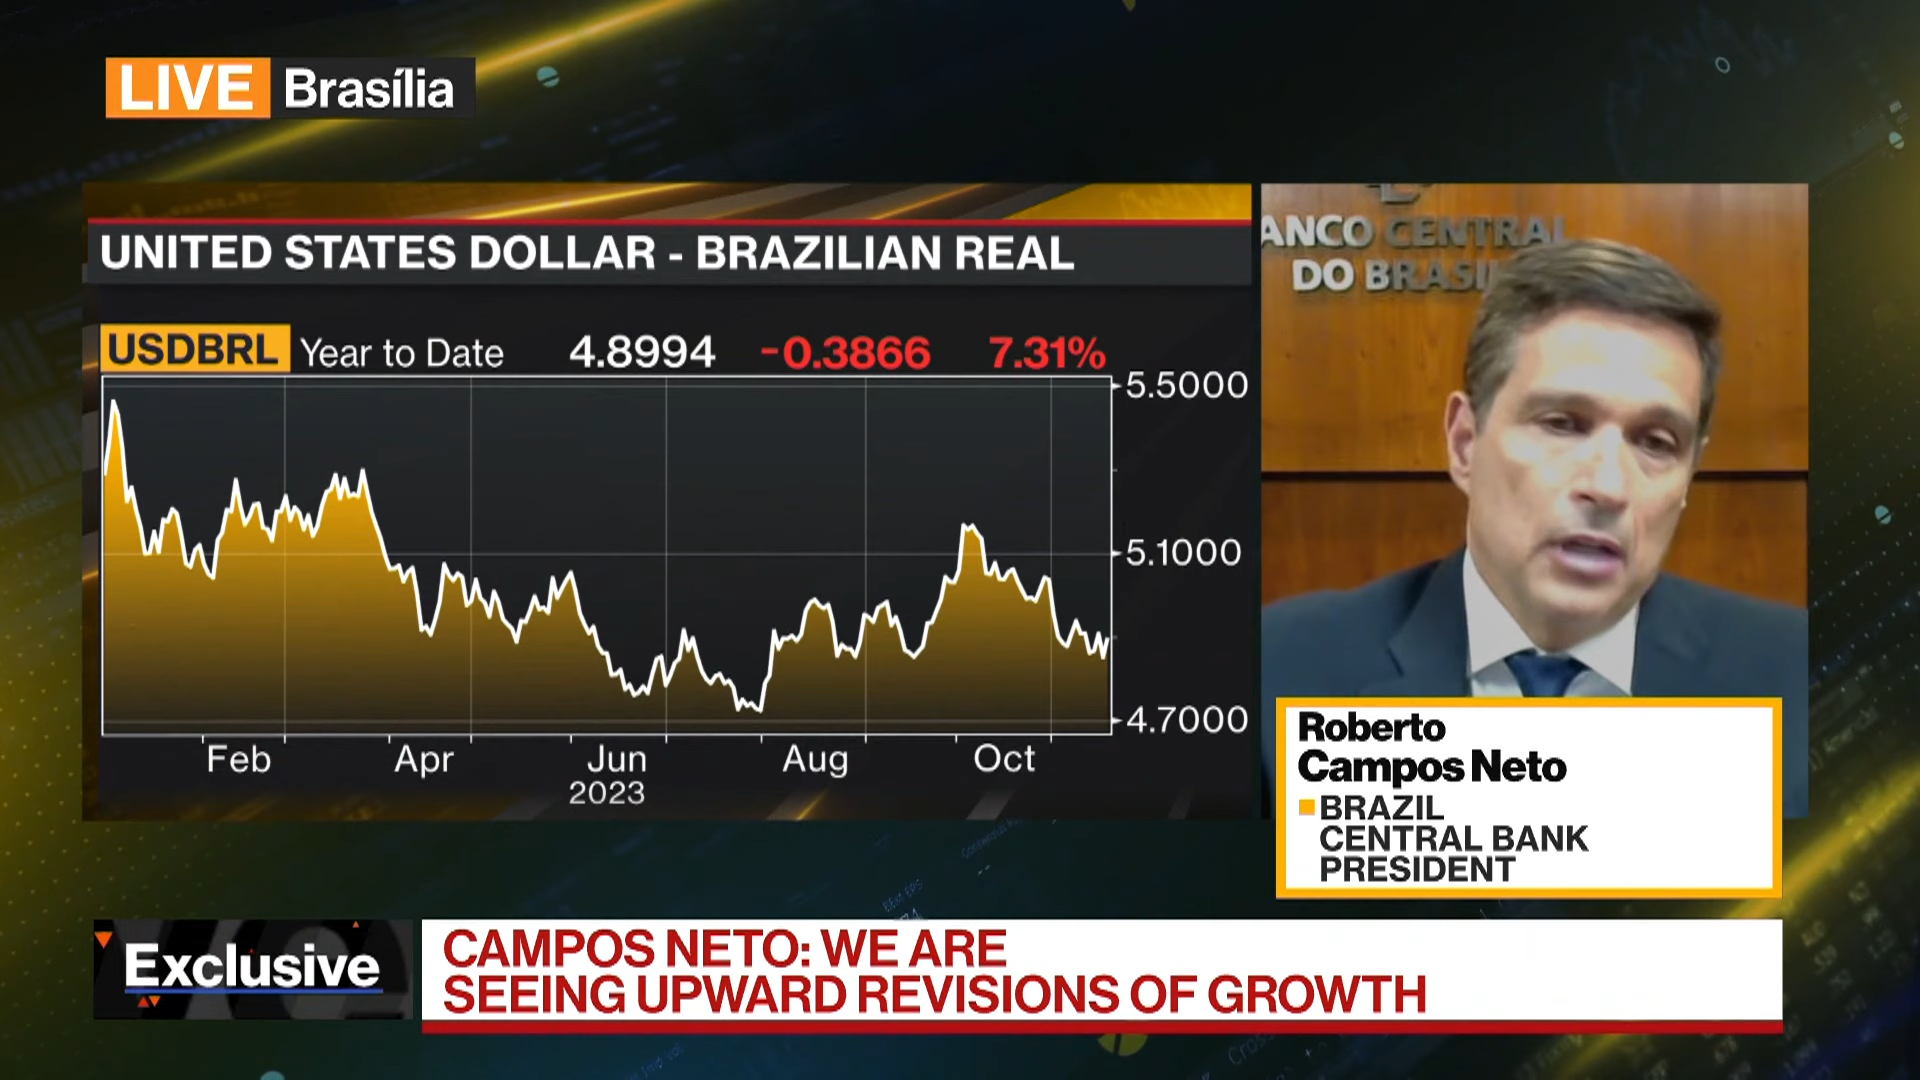 LIVE Brasília
ANCO CENTRAL
DO BRASI
UNITED STATES DOLLAR - BRAZILIAN REAL
USDBRL Year to Date 4.8994 -0.3866 7.31%
5.5000
5.1000
4.7000
Feb Apr Jun Aug Oct
2023
Roberto
Campos Neto
BRAZIL
CENTRAL BANK
PRESIDENT
Exclusive
CAMPOS NETO: WE ARE
SEEING UPWARD REVISIONS OF GROWTH